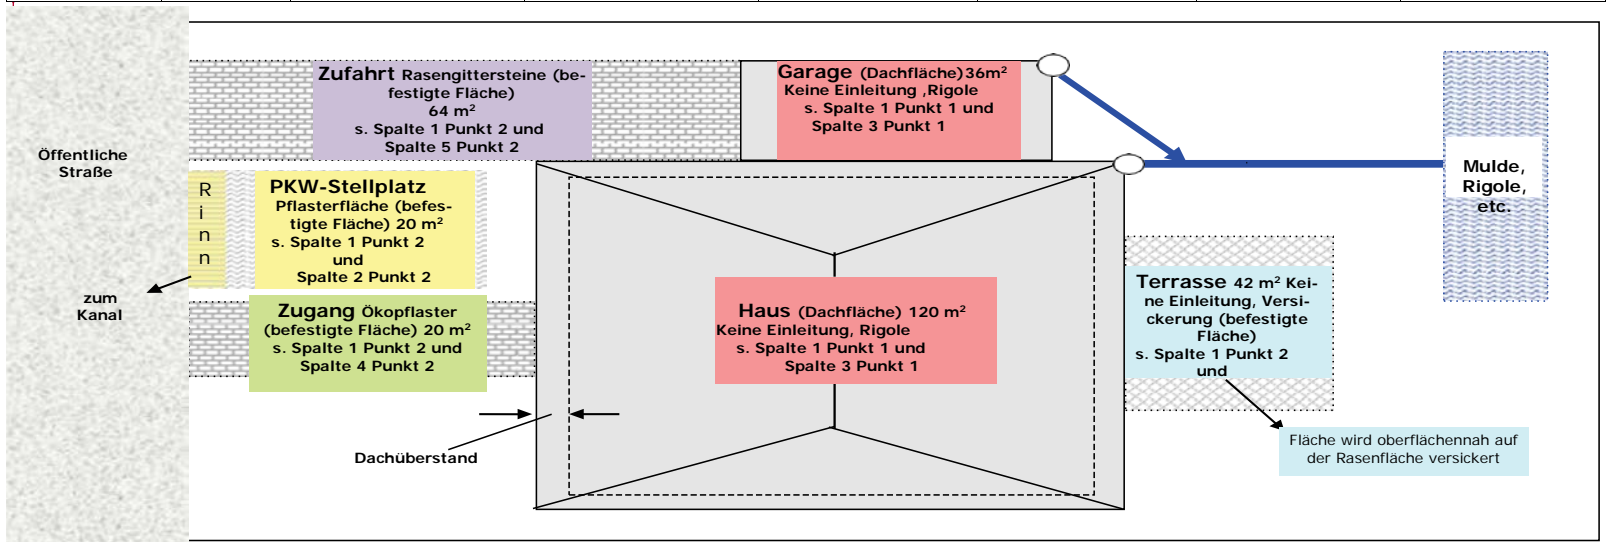 Öffentliche
Straße
zum
Kanal
Zufahrt Rasengittersteine (be-
festigte Fläche)
64 m²
s. Spalte 1 Punkt 2 und
Spalte 5 Punkt 2
Garage (Dachfläche)36m²
Keine Einleitung ,Rigole
s. Spalte 1 Punkt 1 und
Spalte 3 Punkt 1
R
i
n
n
PKW-Stellplatz
Pflasterfläche (befes-
tigte Fläche) 20 m²
s. Spalte 1 Punkt 2
und
Spalte 2 Punkt 2
Zugang Ökopflaster
(befestigte Fläche) 20 m²
s. Spalte 1 Punkt 2 und
Spalte 4 Punkt 2
Dachüberstand
Haus (Dachfläche) 120 m²
Keine Einleitung, Rigole
s. Spalte 1 Punkt 1 und
Spalte 3 Punkt 1
Mulde,
Rigole,
etc.
Terrasse 42 m² Kei-
ne Einleitung, Versi-
ckerung (befestigte
Fläche)
s. Spalte 1 Punkt 2
und
Fläche wird oberflächennah auf
der Rasenfläche versickert